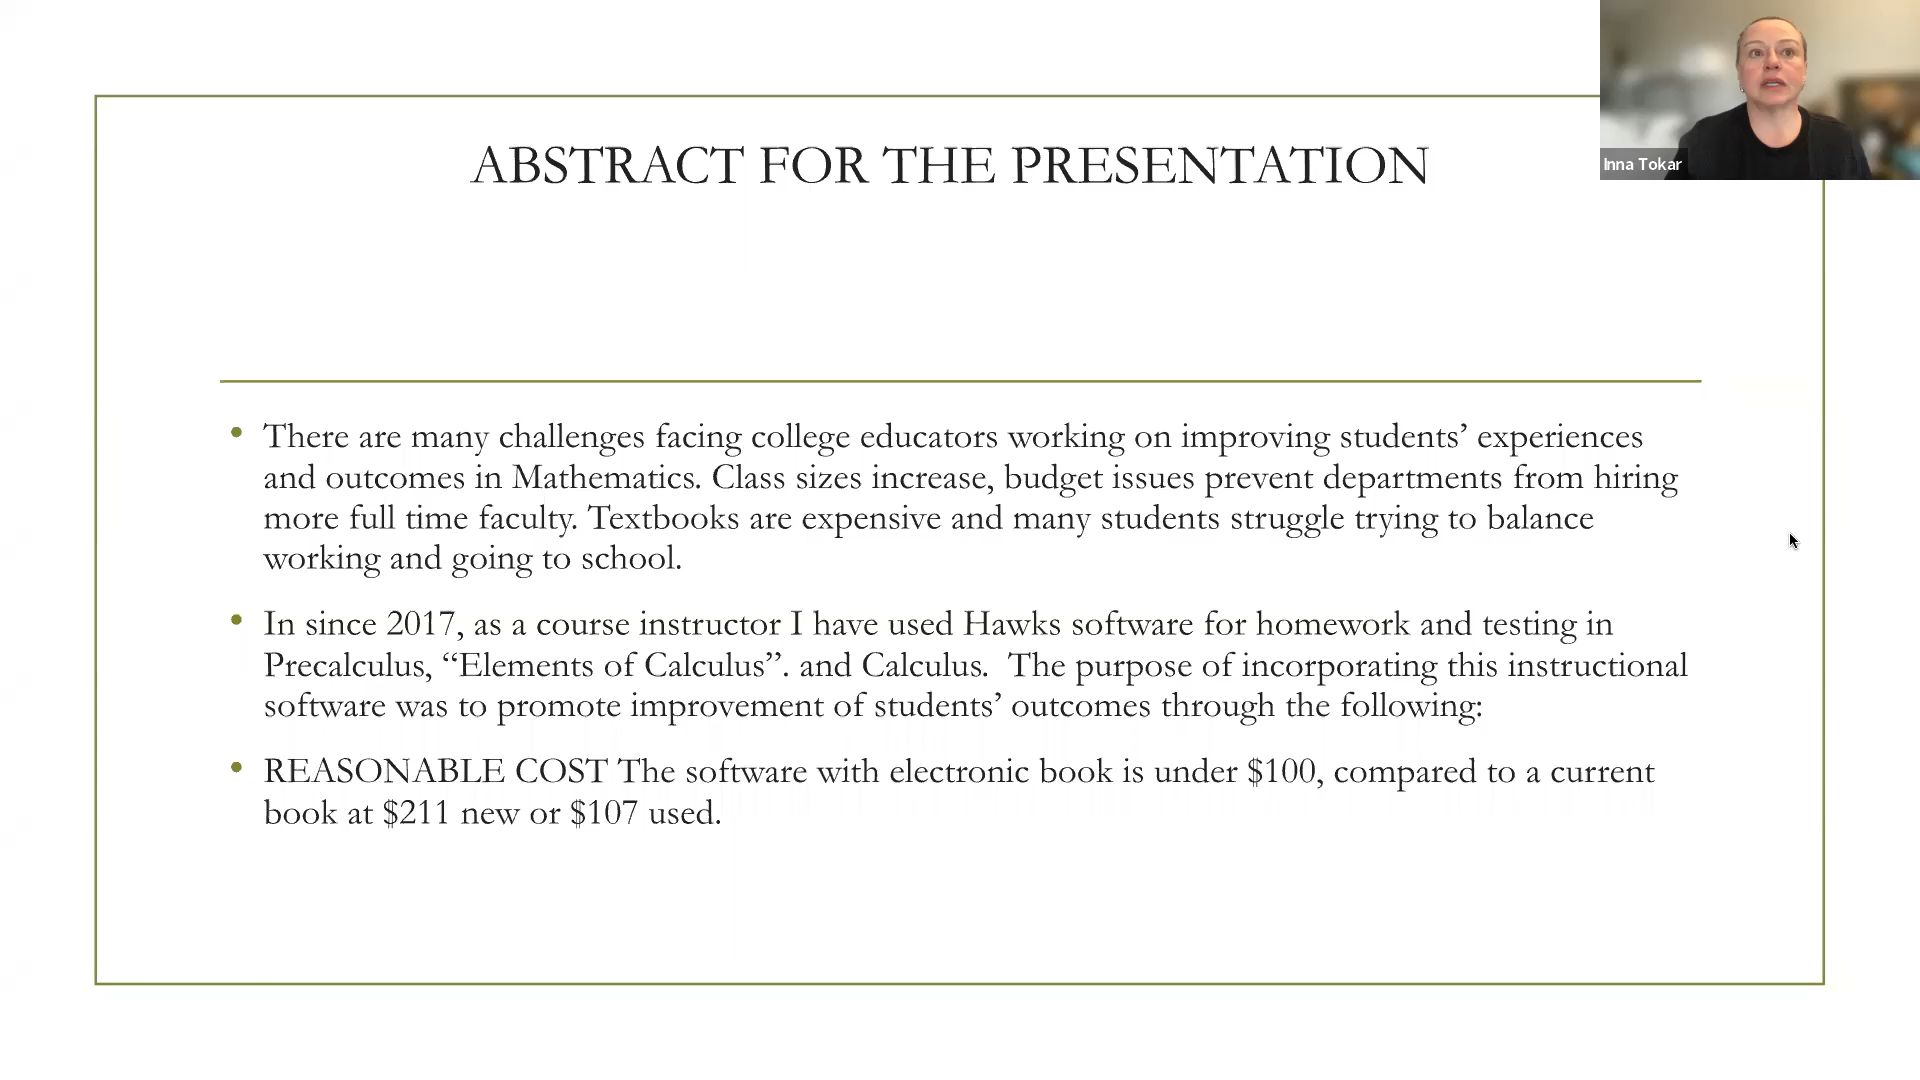 ABSTRACT FOR THE PRESENTATION
Inna Tokar
• There are many challenges facing college educators working on improving students’ experiences
and outcomes in Mathematics. Class sizes increase, budget issues prevent departments from hiring
more full time faculty. Textbooks are expensive and many students struggle trying to balance
working and going to school.
• In since 2017, as a course instructor I have used Hawks software for homework and testing in
Precalculus, “Elements of Calculus”. and Calculus.  The purpose of incorporating this instructional
software was to promote improvement of students’ outcomes through the following:
• REASONABLE COST The software with electronic book is under $100, compared to a current
book at $211 new or $107 used.